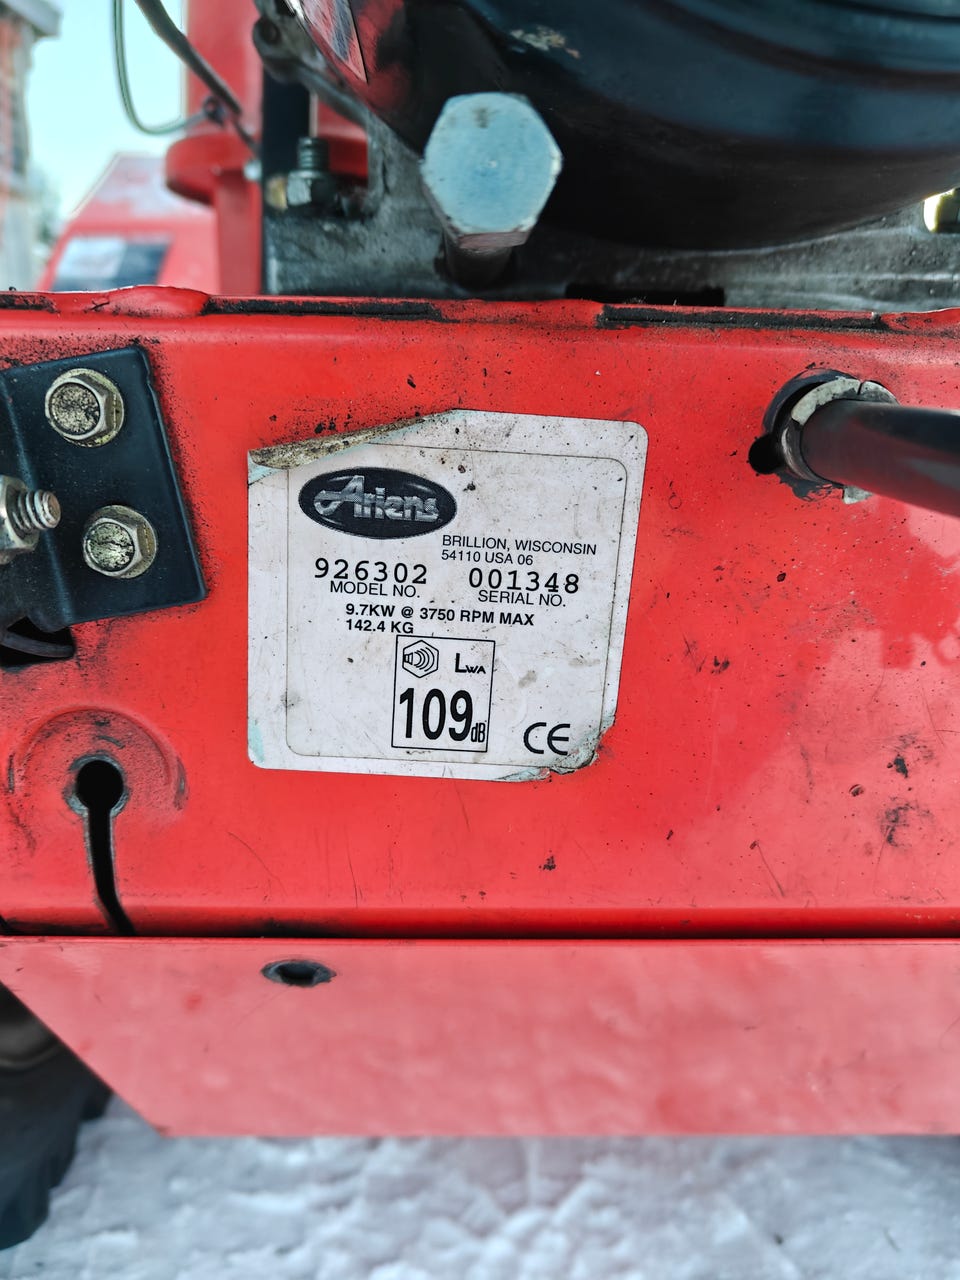 Ariens
BRILLION, WISCONSIN
54110 USA 06
926302 001348
MODEL NO. SERIAL NO.
9.7KW @ 3750 RPM MAX
142.4 KG
LWA
109dB
CE